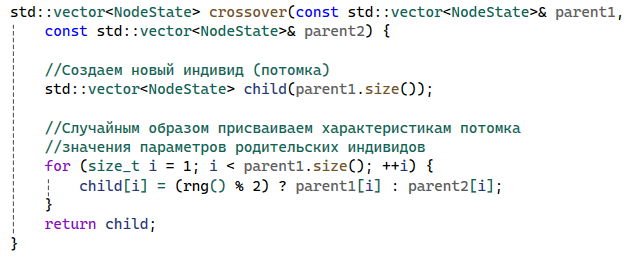 std::vector<NodeState> crossover(const std::vector<NodeState>& parent1,
const std::vector<NodeState>& parent2) {
//Создаем новый индивид (потомка)
std::vector<NodeState> child(parent1.size());
//Случайным образом присваиваем характеристикам потомка
//значения параметров родительских индивидов
for (size_t i = 1; i < parent1.size(); ++i) {
child[i] = (rng() % 2) ? parent1[i] : parent2[i];
}
return child;
}